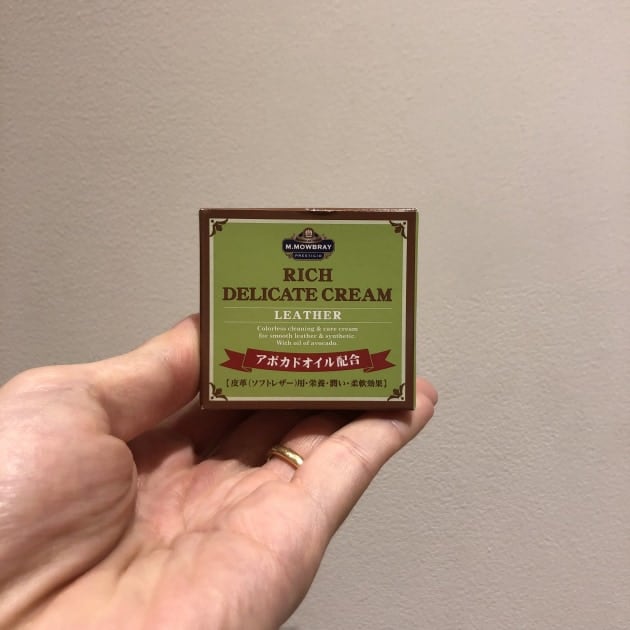 M.MOWBRAY
PRESTIGIO
RICH
DELICATE CREAM
LEATHER
Colorless cleaning & care cream
for smooth leather & synthetic.
With oil of avocado.
アボカドオイル配合
【皮革(ソフトレザー)用・栄養・潤い・柔軟効果】